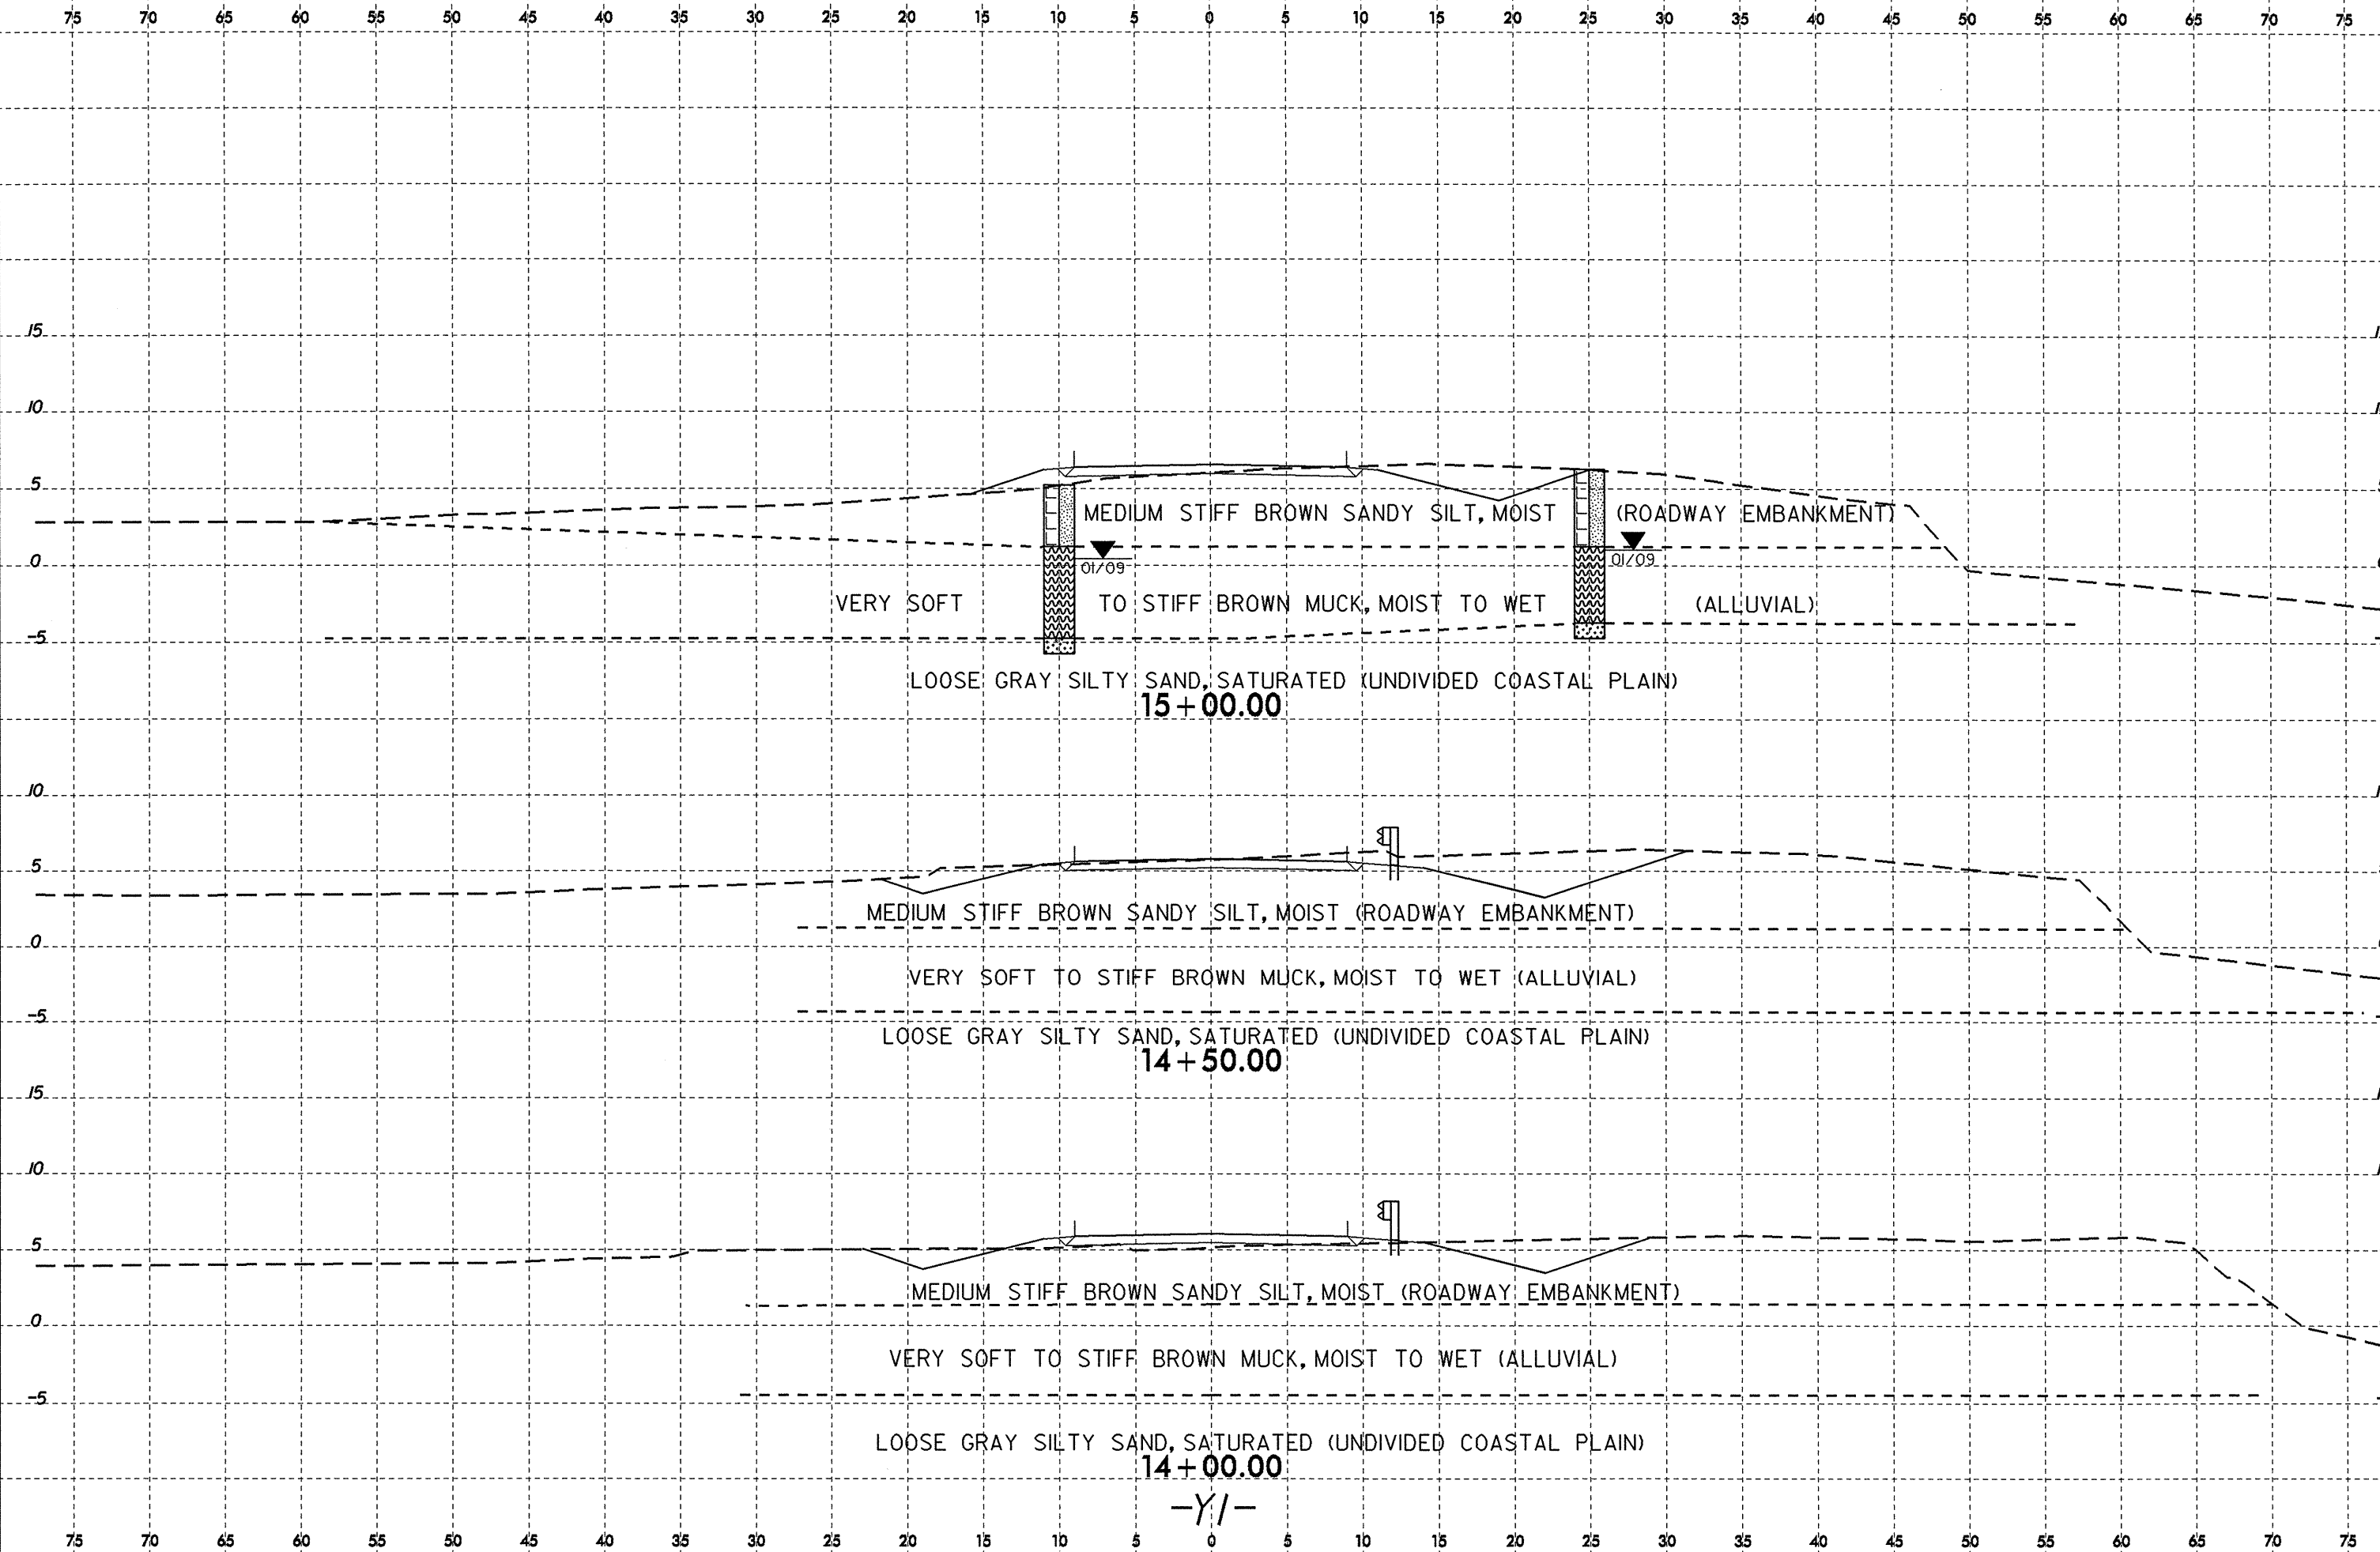 75 70 65 60 55 50 45 40 35 30 25 20 15 10 5 0 5 10 15 20 25 30 35 40 45 50 55 60 65 70 75
15
10
5
MEDIUM STIFF BROWN SANDY SILT, MOIST (ROADWAY EMBANKMENT)
0
01/09 01/09
VERY SOFT TO STIFF BROWN MUCK, MOIST TO WET (ALLUVIAL)
-5
LOOSE GRAY SILTY SAND, SATURATED (UNDIVIDED COASTAL PLAIN)
15+00.00
10
5
MEDIUM STIFF BROWN SANDY SILT, MOIST (ROADWAY EMBANKMENT)
0
VERY SOFT TO STIFF BROWN MUCK, MOIST TO WET (ALLUVIAL)
-5
LOOSE GRAY SILTY SAND, SATURATED (UNDIVIDED COASTAL PLAIN)
14+50.00
15
10
5
MEDIUM STIFF BROWN SANDY SILT, MOIST (ROADWAY EMBANKMENT)
0
VERY SOFT TO STIFF BROWN MUCK, MOIST TO WET (ALLUVIAL)
-5
LOOSE GRAY SILTY SAND, SATURATED (UNDIVIDED COASTAL PLAIN)
14+00.00
-Y1-
75 70 65 60 55 50 45 40 35 30 25 20 15 10 5 0 5 10 15 20 25 30 35 40 45 50 55 60 65 70 75